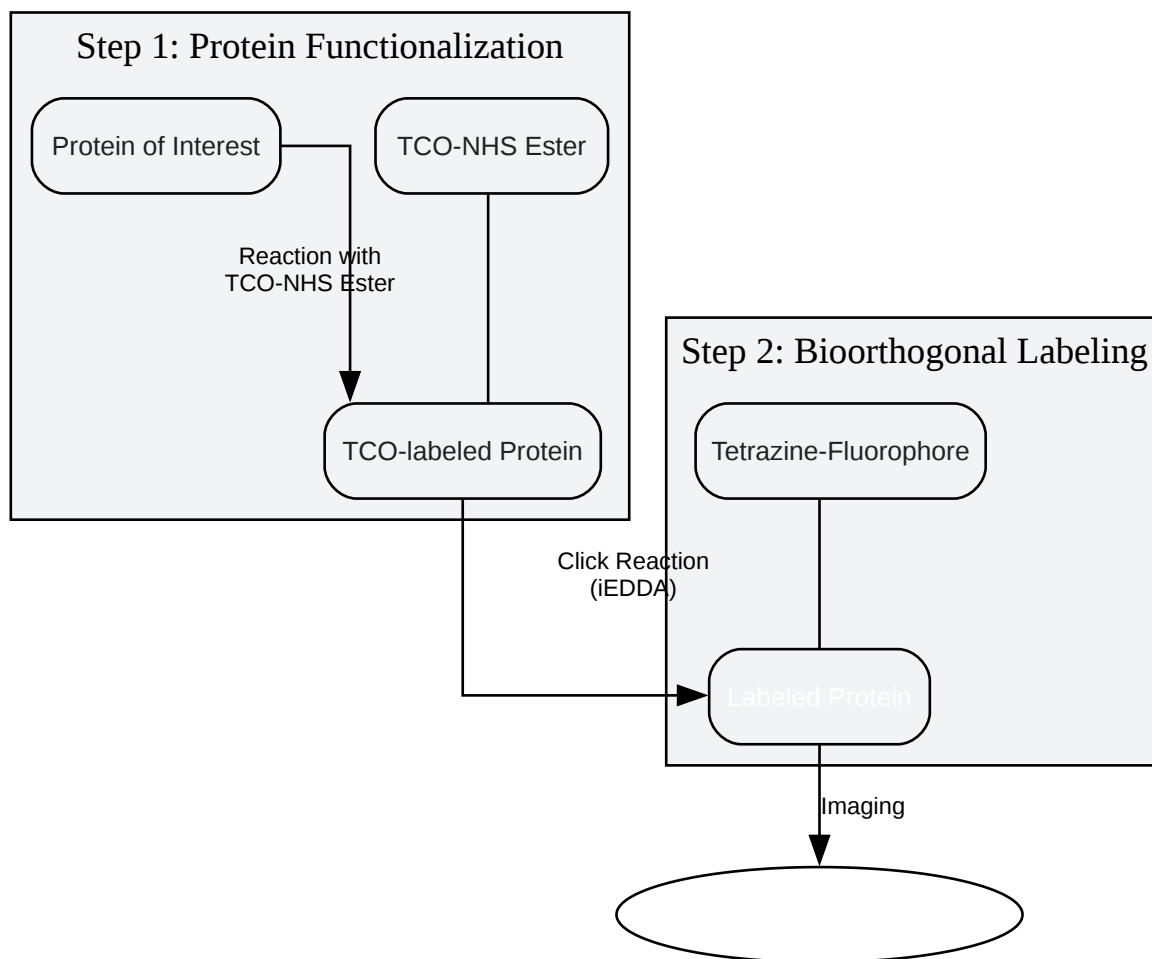 Step 1: Protein Functionalization
Protein of Interest
TCO-NHS Ester
Reaction with
TCO-NHS Ester
TCO-labeled Protein
Step 2: Bioorthogonal Labeling
Tetrazine-Fluorophore
Click Reaction
(iEDDA)
Labeled Protein
Imaging